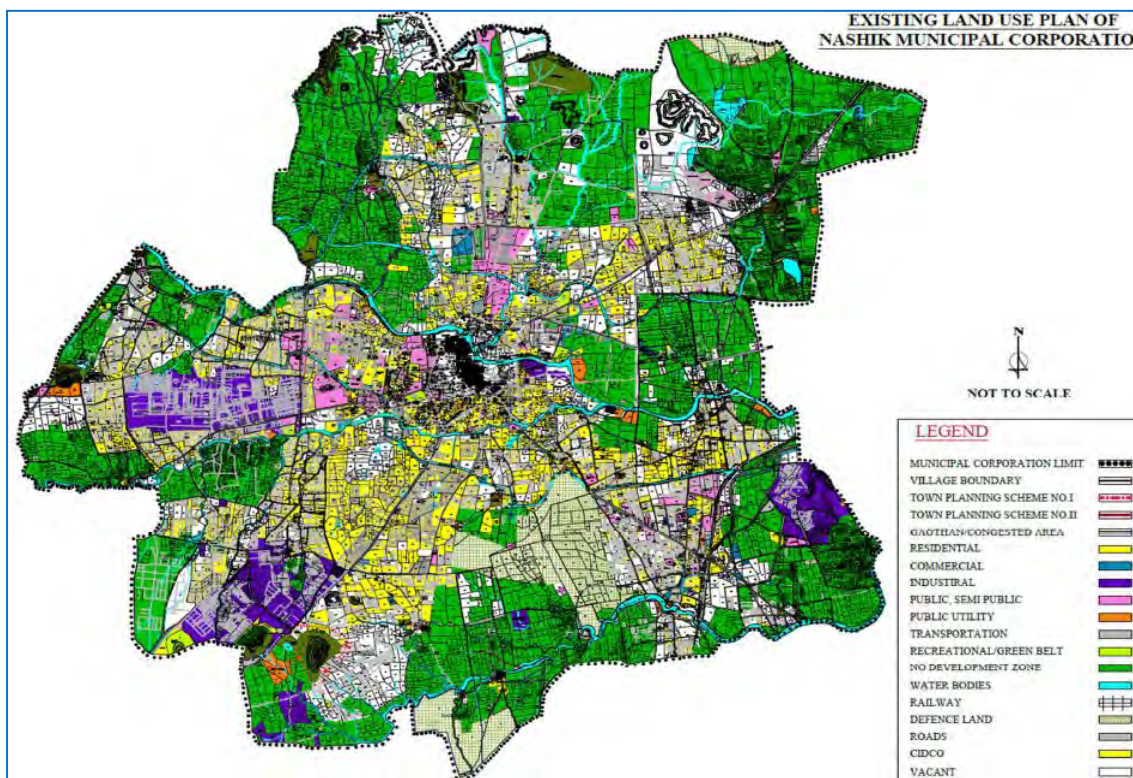 EXISTING LAND USE PLAN OF
NASHIK MUNICIPAL CORPORATIO
N
NOT TO SCALE
LEGEND
MUNICIPAL CORPORATION LIMIT
VILLAGE BOUNDARY
TOWN PLANNING SCHEME NO.I
TOWN PLANNING SCHEME NO.II
GAOTHAN/CONGESTED AREA
RESIDENTIAL
COMMERCIAL
INDUSTIRAL
PUBLIC, SEMI PUBLIC
PUBLIC UTILITY
TRANSPORTATION
RECREATIONAL/GREEN BELT
NO DEVELOPMENT ZONE
WATER BODIES
RAILWAY
DEFENCE LAND
ROADS
CIDCO
VACANT